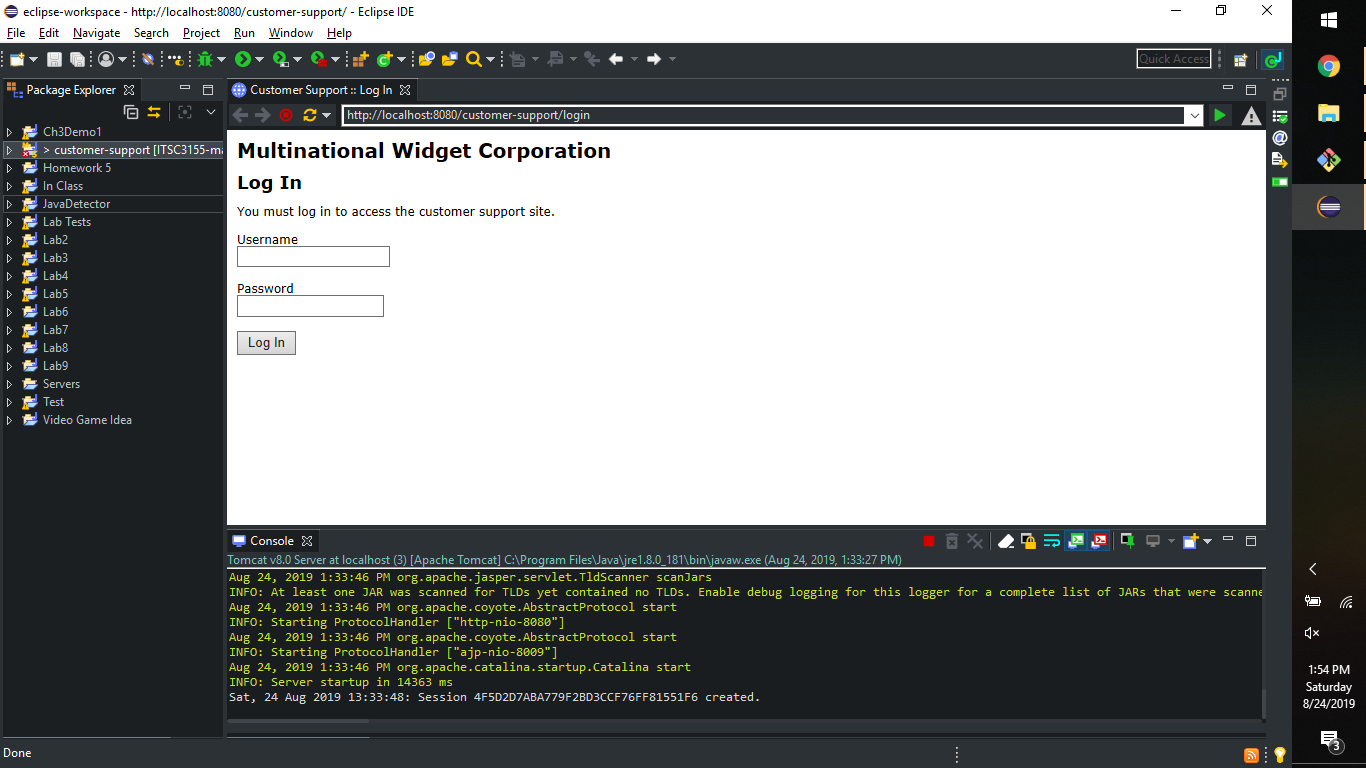 eclipse-workspace - http://localhost:8080/customer-support/ - Eclipse IDE
File Edit Navigate Search Project Run Window Help
Quick Access
Package Explorer
Ch3Demo1
> customer-support [ITSC3155-ma
Homework 5
In Class
JavaDetector
Lab Tests
Lab2
Lab3
Lab4
Lab5
Lab6
Lab7
Lab8
Lab9
Servers
Test
Video Game Idea
Customer Support :: Log In
http://localhost:8080/customer-support/login
Multinational Widget Corporation
Log In
You must log in to access the customer support site.
Username
Password
Log In
Console
Tomcat v8.0 Server at localhost (3) [Apache Tomcat] C:\Program Files\Java\jre1.8.0_181\bin\javaw.exe (Aug 24, 2019, 1:33:27 PM)
Aug 24, 2019 1:33:46 PM org.apache.jasper.servlet.TldScanner scanJars
INFO: At least one JAR was scanned for TLDs yet contained no TLDs. Enable debug logging for this logger for a complete list of JARs that were scanne
Aug 24, 2019 1:33:46 PM org.apache.coyote.AbstractProtocol start
INFO: Starting ProtocolHandler ["http-nio-8080"]
Aug 24, 2019 1:33:46 PM org.apache.coyote.AbstractProtocol start
INFO: Starting ProtocolHandler ["ajp-nio-8009"]
Aug 24, 2019 1:33:46 PM org.apache.catalina.startup.Catalina start
INFO: Server startup in 14363 ms
Sat, 24 Aug 2019 13:33:48: Session 4F5D2D7ABA779F2BD3CCF76FF81551F6 created.
Done
1:54 PM
Saturday
8/24/2019
3